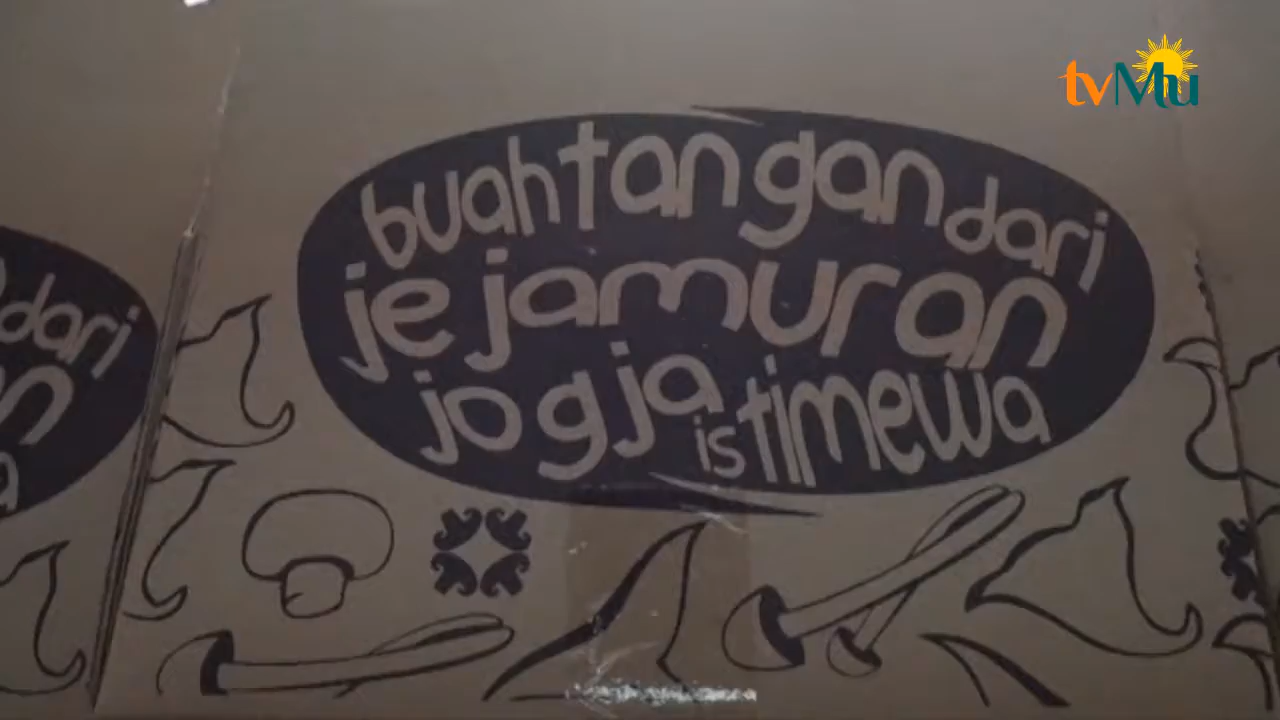 tvMu
buah tangan dari
jejamuran
jogja istimewa
dari